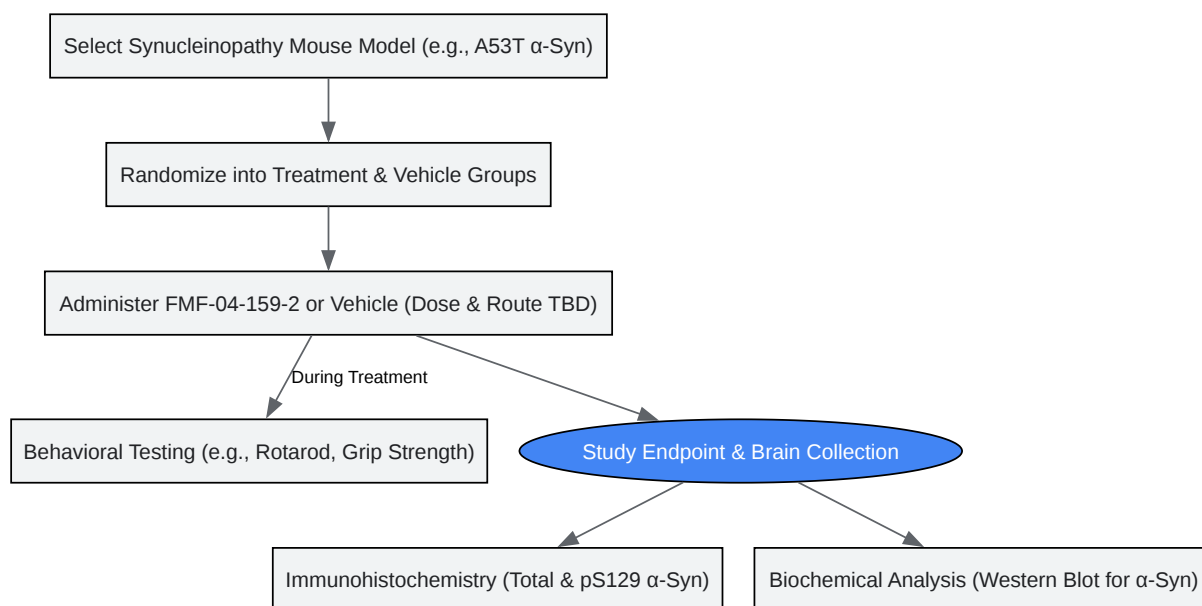 Select Synucleinopathy Mouse Model (e.g., A53T α-Syn)
Randomize into Treatment & Vehicle Groups
Administer FMF-04-159-2 or Vehicle (Dose & Route TBD)
During Treatment
Behavioral Testing (e.g., Rotarod, Grip Strength)
Study Endpoint & Brain Collection
Immunohistochemistry (Total & pS129 α-Syn)
Biochemical Analysis (Western Blot for α-Syn)